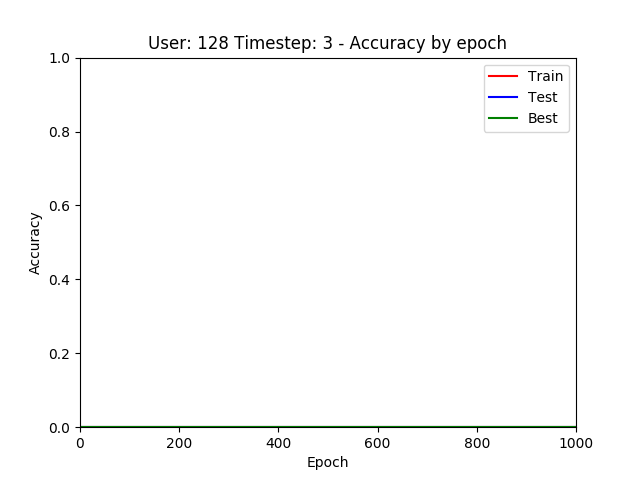 User: 128 Timestep: 3 - Accuracy by epoch
1.0
Train
Test
Best
0.8
0.6
Accuracy
0.4
0.2
0.0
0 200 400 600 800 1000
Epoch